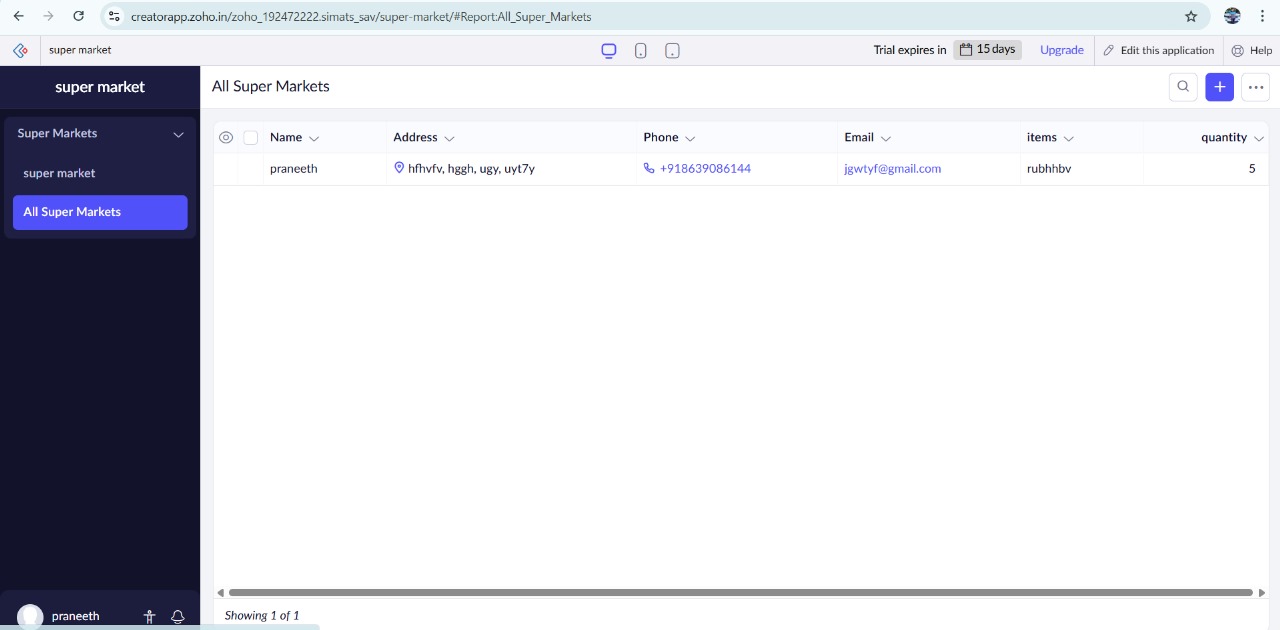 creatorapp.zoho.in/zoho_192472222.simats_sav/super-market/#Report:All_Super_Markets
super market
Trial expires in 15 days Upgrade Edit this application Help
super market
All Super Markets
Super Markets
super market
All Super Markets
Name Address Phone Email items quantity
praneeth hfhvfv, hggh, ugy, uyt7y +918639086144 jgwtyf@gmail.com rubhhbv 5
praneeth
Showing 1 of 1